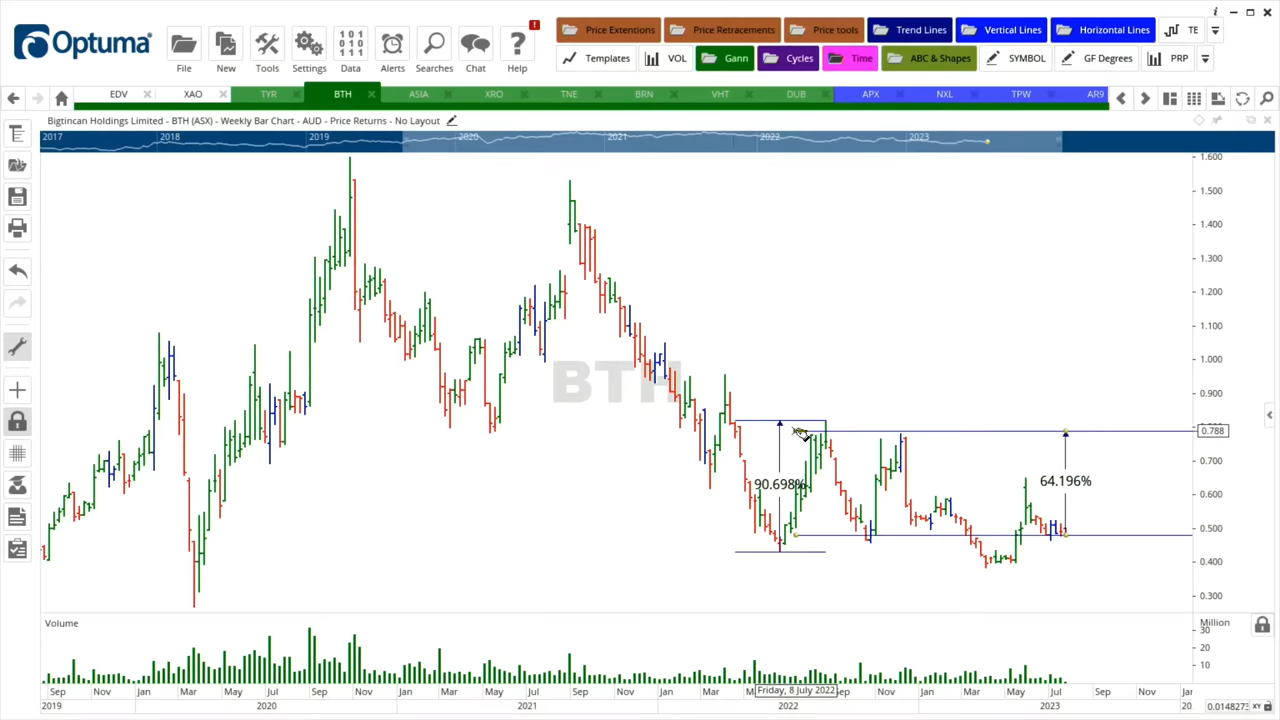 Optuma
File
New
Tools
Settings
Data
Alerts
Searches
Chat
Help
Price Extentions
Price Retracements
Price tools
Trend Lines
Vertical Lines
Horizontal Lines
TE
Templates
VOL
Gann
Cycles
Time
ABC & Shapes
SYMBOL
GF Degrees
PRP
EDV
XAO
TYR
BTH
ASIA
XRO
TNE
BRN
VHT
DUB
APX
NXL
TPW
AR9
Bigtincan Holdings Limited - BTH (ASX) - Weekly Bar Chart - AUD - Price Returns - No Layout
2017 2018 2019 2020 2021 2022 2023
1.600
1.500
1.400
1.300
1.200
1.100
1.000
0.900
0.788
0.700
0.600
0.500
0.400
0.300
BTH
90.698%
64.196%
Volume
Million
30
20
10
Sep Nov Jan Mar May Jul Sep Nov Jan Mar May Jul Sep Nov Jan Mar Friday, 8 July 2022 Sep Nov Jan Mar May Jul Sep Nov
2019 2020 2021 2022 2023 20
0.014827 XY